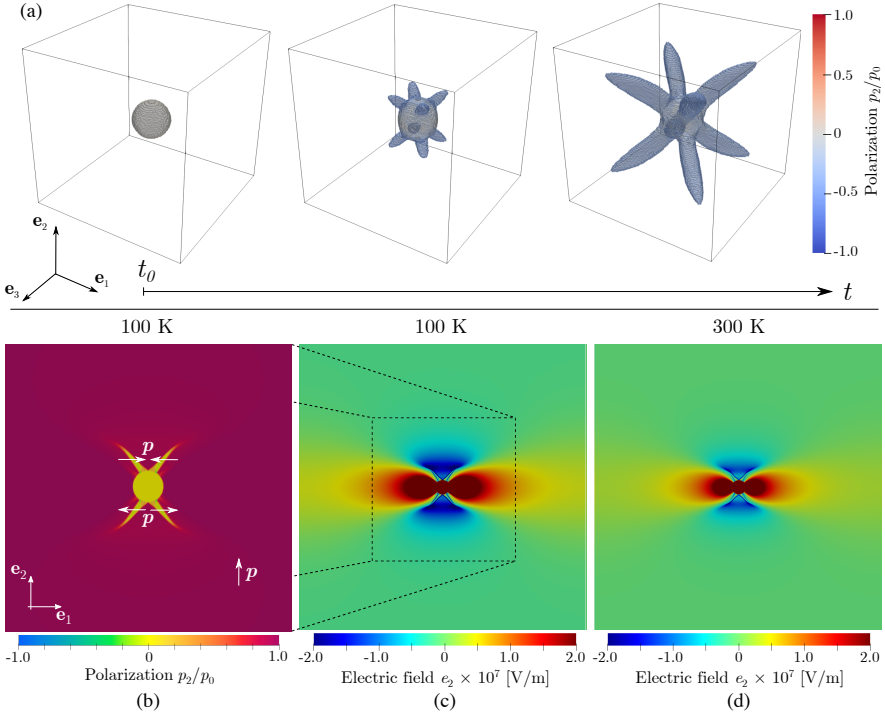 (a)
1.0
0.5
0
-0.5
-1.0
Polarization p₂/p₀
e₂
e₁
e₃
t₀
t
100 K
100 K
300 K
p
p
p
e₂
e₁
-1.0 0 1.0
Polarization p₂/p₀
(b)
-2.0 -1.0 0 1.0 2.0
Electric field e₂ × 10⁷ [V/m]
(c)
-2.0 -1.0 0 1.0 2.0
Electric field e₂ × 10⁷ [V/m]
(d)